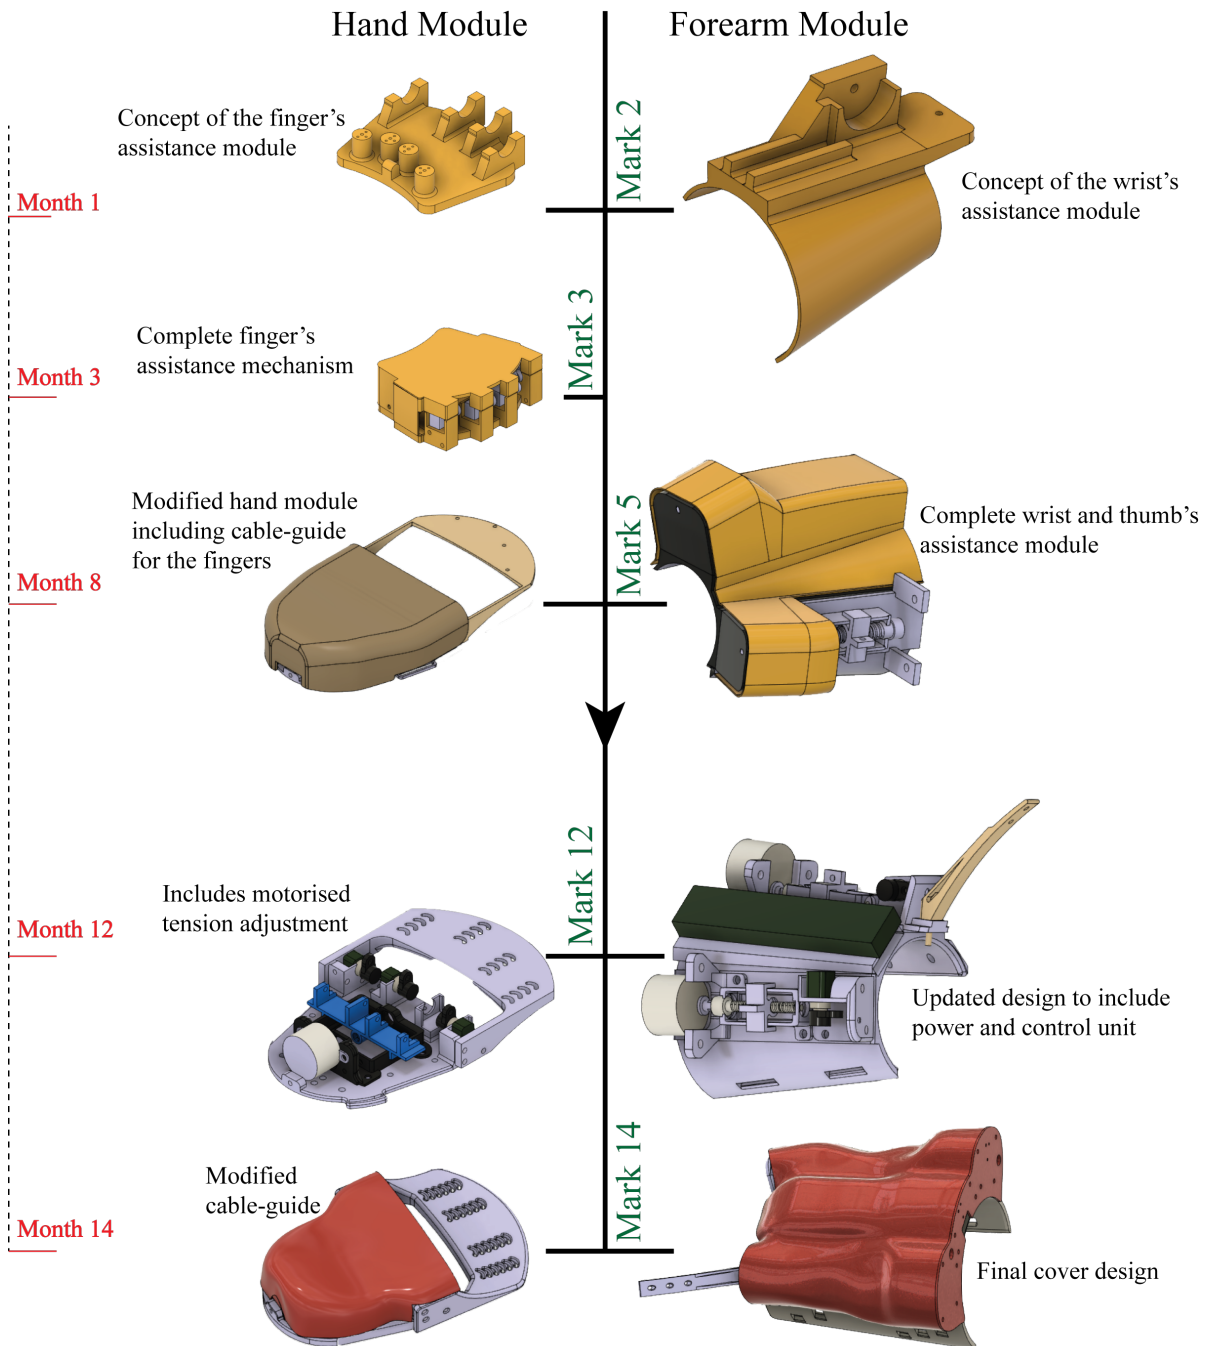 Hand Module
Forearm Module
Concept of the finger's
assistance module
Mark 2
Concept of the wrist's
assistance module
Month 1
Mark 3
Complete finger's
assistance mechanism
Month 3
Modified hand module
including cable-guide
for the fingers
Mark 5
Complete wrist and thumb's
assistance module
Month 8
Mark 12
Includes motorised
tension adjustment
Month 12
Updated design to include
power and control unit
Mark 14
Modified
cable-guide
Month 14
Final cover design